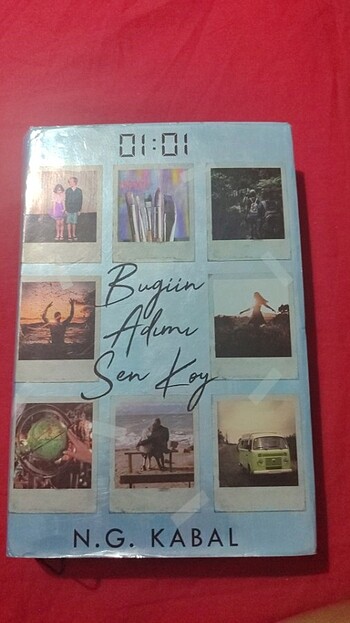 01:01
Bugün
Adımı
Sen Koy
N.G. KABAL